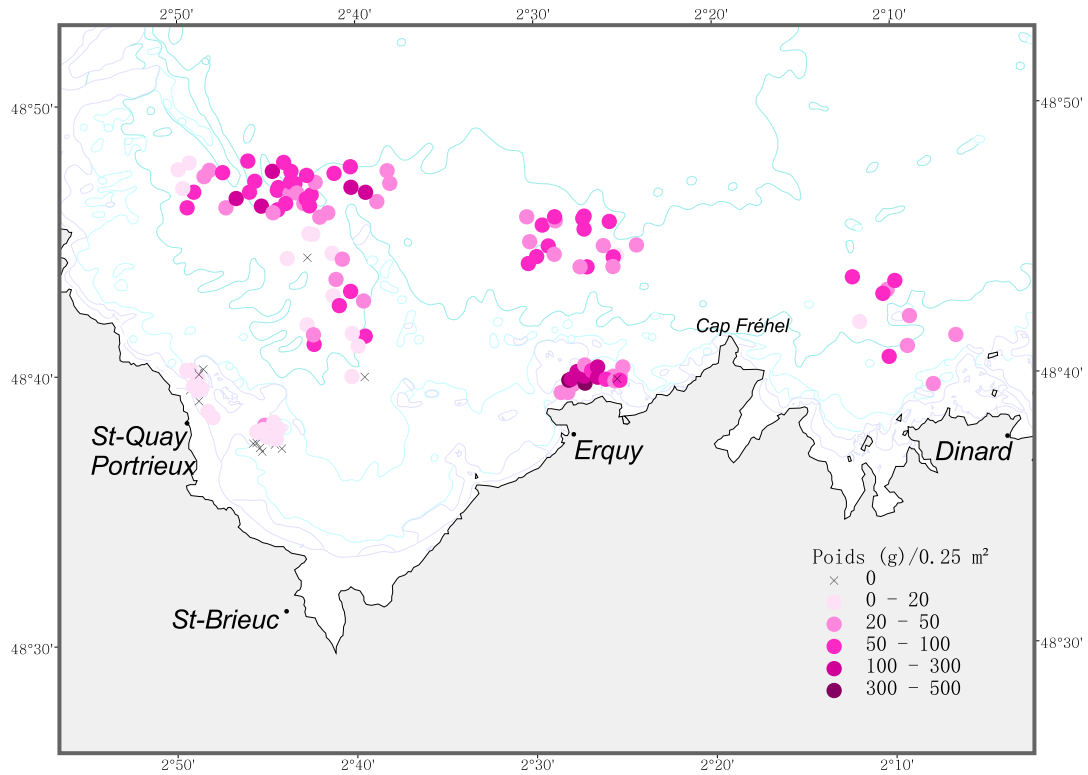 2°50' 2°40' 2°30' 2°20' 2°10'
48°50' 48°50'
Cap Fréhel
48°40' 48°40'
St-Quay
Portrieux
Erquy
Dinard
Poids (g)/0.25 m²
0
0 - 20
20 - 50
50 - 100
100 - 300
300 - 500
St-Brieuc
48°30' 48°30'
2°50' 2°40' 2°30' 2°20' 2°10'